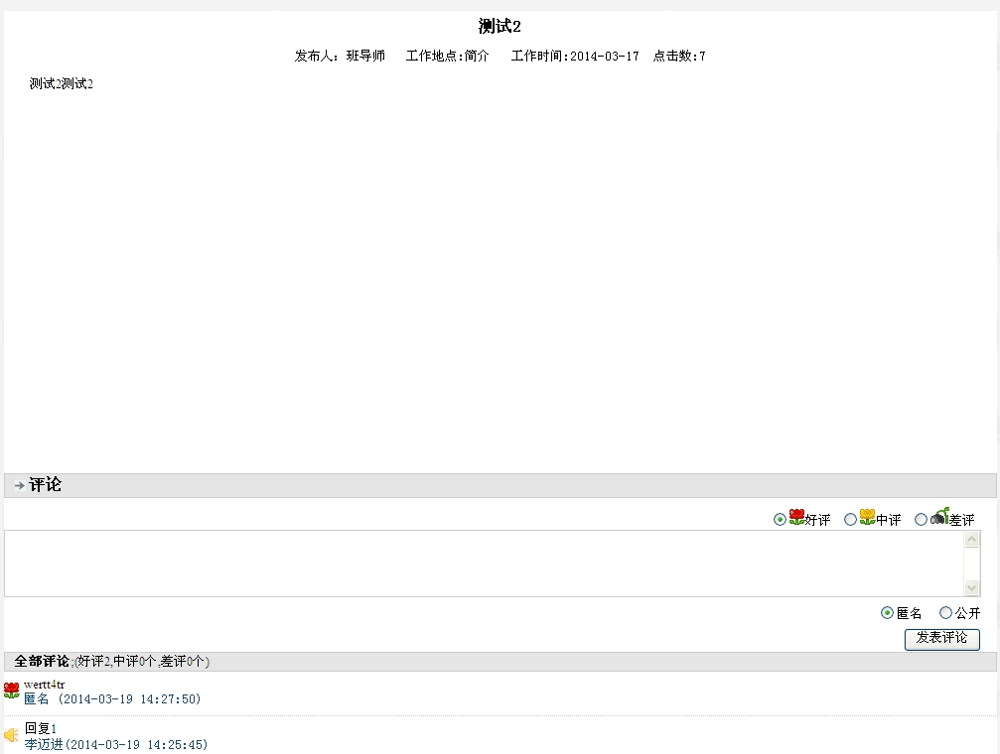 测试2
发布人: 班导师 工作地点:简介 工作时间:2014-03-17 点击数:7
测试2测试2
评论
好评 中评 差评
匿名 公开
发表评论
全部评论;(好评2,中评0个,差评0个)
wertt4tr
匿名 (2014-03-19 14:27:50)
回复1
李迈进(2014-03-19 14:25:45)